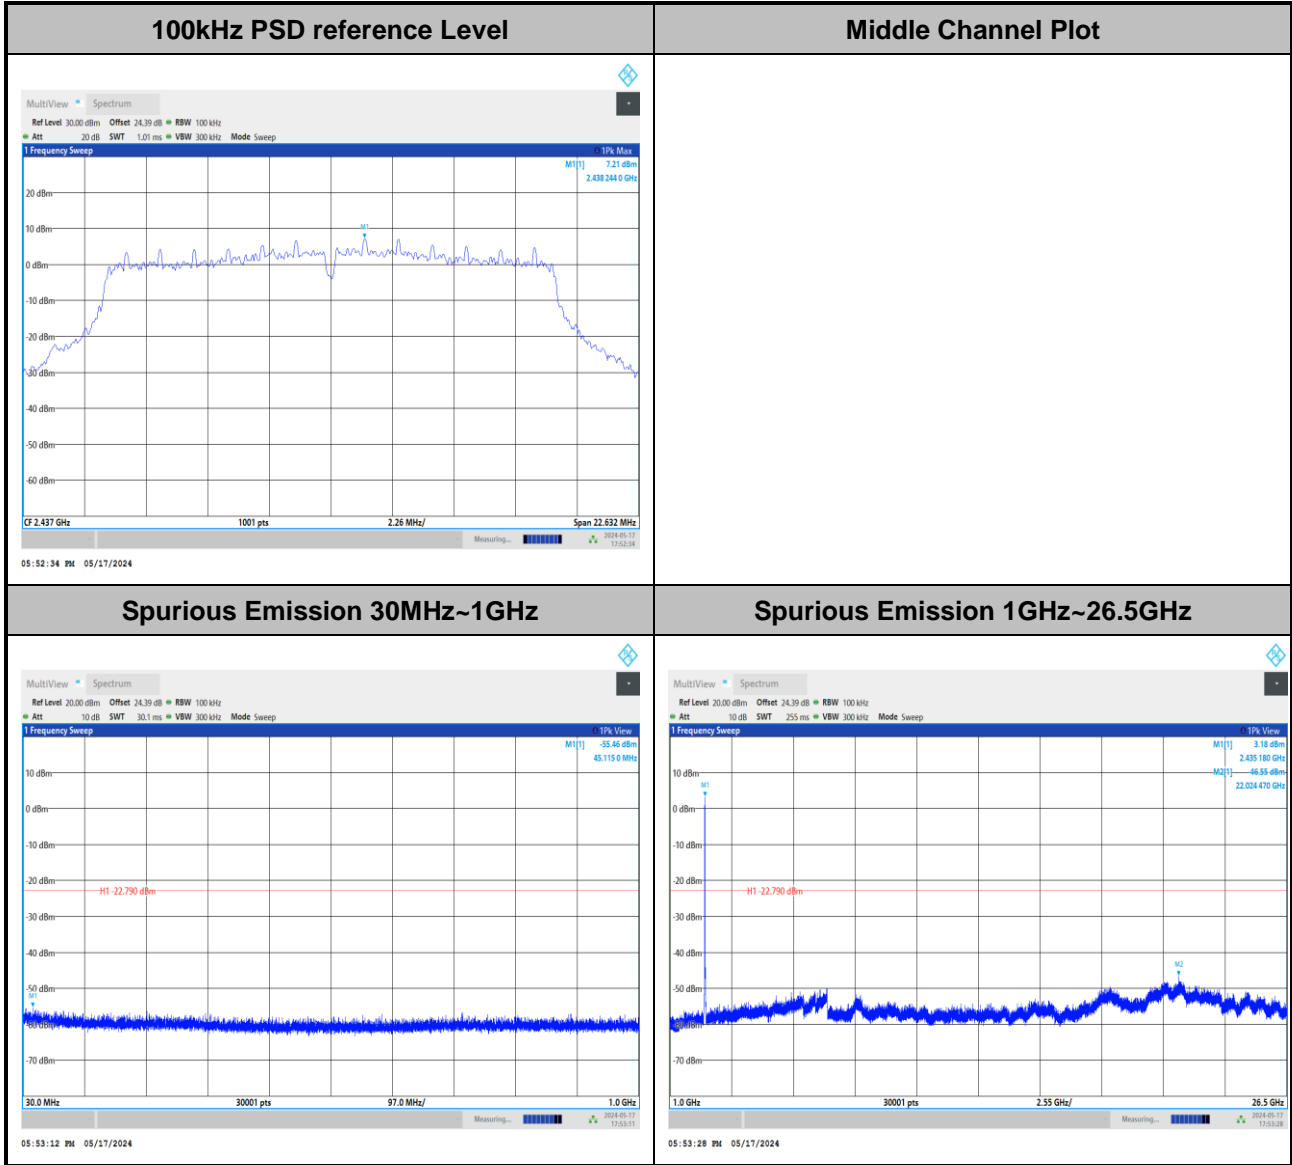 100kHz PSD reference Level
Middle Channel Plot
MultiView Spectrum
Ref Level 30.00 dBm Offset 24.39 dB RBW 100 kHz
Att 20 dB SWT 1.01 ms VBW 300 kHz Mode Sweep
1 Frequency Sweep 1Pk Max
M1[1] 7.21 dBm
2.438 244 0 GHz
20 dBm
M1
10 dBm
0 dBm
-10 dBm
-20 dBm
-30 dBm
-40 dBm
-50 dBm
-60 dBm
CF 2.437 GHz 1001 pts 2.26 MHz/ Span 22.632 MHz
Measuring... 2024-05-17
17:52:34
05:52:34 PM 05/17/2024
Spurious Emission 30MHz~1GHz
MultiView Spectrum
Ref Level 20.00 dBm Offset 24.39 dB RBW 100 kHz
Att 10 dB SWT 30.1 ms VBW 300 kHz Mode Sweep
1 Frequency Sweep 1Pk View
M1[1] -55.46 dBm
45.115 0 MHz
10 dBm
0 dBm
-10 dBm
-20 dBm
H1 -22.790 dBm
-30 dBm
-40 dBm
-50 dBm
M1
-60 dBm
-70 dBm
30.0 MHz 30001 pts 97.0 MHz/ 1.0 GHz
Measuring... 2024-05-17
17:53:11
05:53:12 PM 05/17/2024
Spurious Emission 1GHz~26.5GHz
MultiView Spectrum
Ref Level 20.00 dBm Offset 24.39 dB RBW 100 kHz
Att 10 dB SWT 255 ms VBW 300 kHz Mode Sweep
1 Frequency Sweep 1Pk View
M1[1] 3.18 dBm
2.435 180 GHz
M2[1] -46.55 dBm
22.024 470 GHz
10 dBm
M1
0 dBm
-10 dBm
-20 dBm
H1 -22.790 dBm
-30 dBm
-40 dBm
M2
-50 dBm
-60 dBm
-70 dBm
1.0 GHz 30001 pts 2.55 GHz/ 26.5 GHz
Measuring... 2024-05-17
17:53:28
05:53:28 PM 05/17/2024